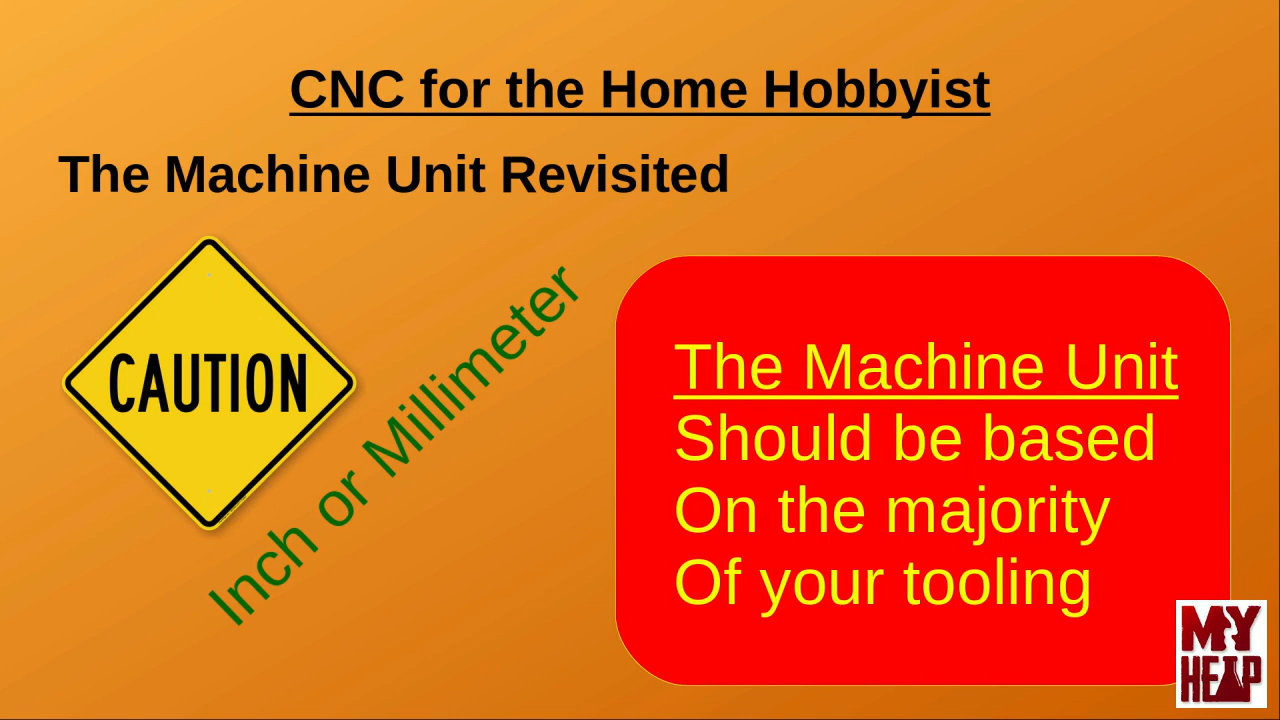 CNC for the Home Hobbyist
The Machine Unit Revisited
CAUTION
Inch or Millimeter
The Machine Unit
Should be based
On the majority
Of your tooling
MY
HEAP